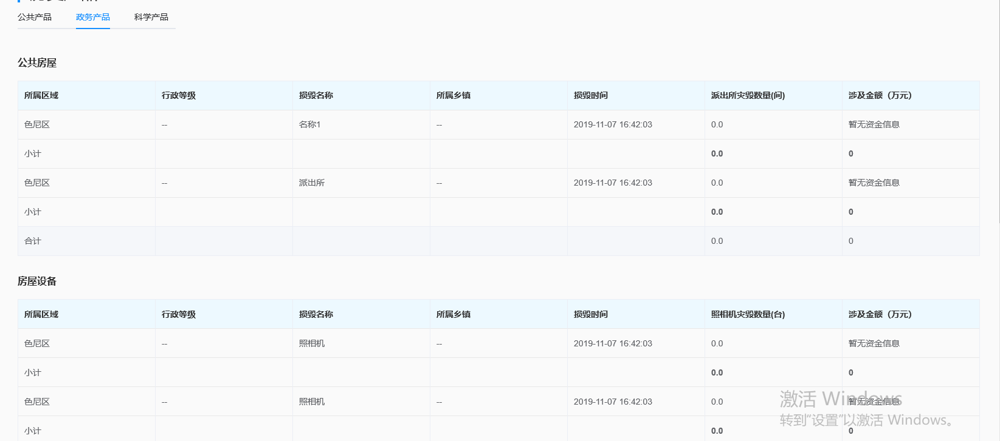 公共产品 政务产品 科学产品
公共房屋
所属区域 行政等级 损毁名称 所属乡镇 损毁时间 派出所灾毁数量(间) 涉及金额（万元）
色尼区 -- 名称1 -- 2019-11-07 16:42:03 0.0 暂无资金信息
小计 0.0 0
色尼区 -- 派出所 -- 2019-11-07 16:42:03 0.0 暂无资金信息
小计 0.0 0
合计 0.0 0
房屋设备
所属区域 行政等级 损毁名称 所属乡镇 损毁时间 照相机灾毁数量(台) 涉及金额（万元）
色尼区 -- 照相机 -- 2019-11-07 16:42:03 0.0 暂无资金信息
小计 0.0 0
色尼区 -- 照相机 -- 2019-11-07 16:42:03 0.0 暂无资金信息
小计 0.0 0
激活 Windows
转到“设置”以激活 Windows。